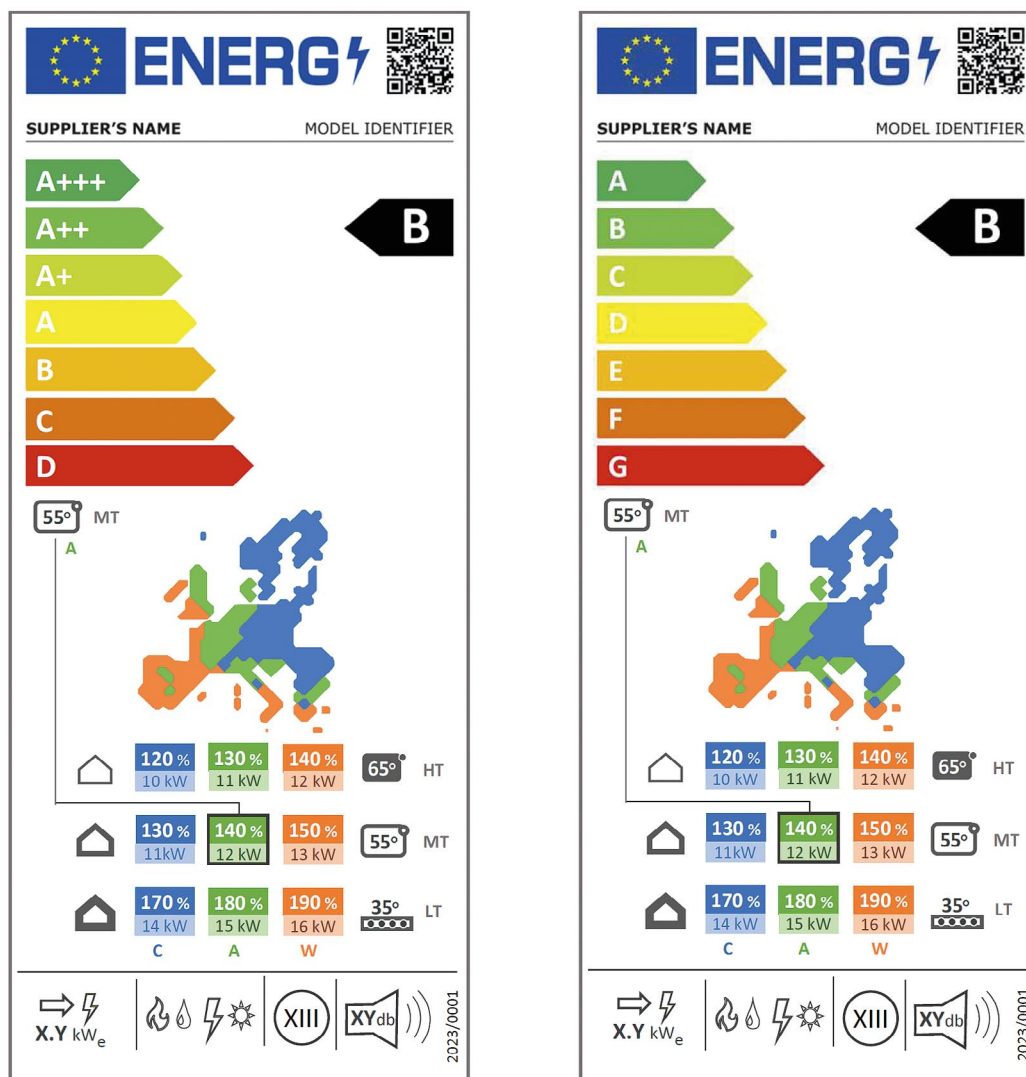 ENERG
SUPPLIER'S NAME MODEL IDENTIFIER
A+++
A++ B
A+
A
B
C
D
55° MT
A
120 % 130 % 140 % 65° HT
10 kW 11 kW 12 kW
130 % 140 % 150 % 55° MT
11kW 12 kW 13 kW
170 % 180 % 190 % 35° LT
14 kW 15 kW 16 kW
C A W
X.Y kWe XIII XYdb
2023/0001
ENERG
SUPPLIER'S NAME MODEL IDENTIFIER
A
B B
C
D
E
F
G
55° MT
A
120 % 130 % 140 % 65° HT
10 kW 11 kW 12 kW
130 % 140 % 150 % 55° MT
11kW 12 kW 13 kW
170 % 180 % 190 % 35° LT
14 kW 15 kW 16 kW
C A W
X.Y kWe XIII XYdb
2023/0001